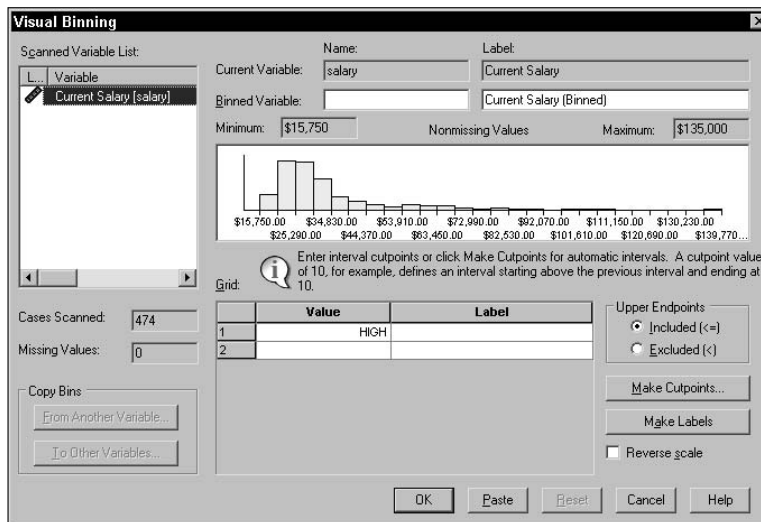 Visual Binning
Scanned Variable List:
L... Variable
Current Salary [salary]
Name:
Label:
Current Variable:
salary
Current Salary
Binned Variable:
Current Salary (Binned)
Minimum:
$15,750
Nonmissing Values
Maximum:
$135,000
$15,750.00 $34,830.00 $53,910.00 $72,990.00 $92,070.00 $111,150.00 $130,230.00
$25,290.00 $44,370.00 $63,450.00 $82,530.00 $101,610.00 $120,690.00 $139,770...
Enter interval cutpoints or click Make Cutpoints for automatic intervals. A cutpoint value
of 10, for example, defines an interval starting above the previous interval and ending at
10.
Grid:
Value Label
1 HIGH
2
Cases Scanned:
474
Missing Values:
0
Copy Bins
From Another Variable...
To Other Variables...
Upper Endpoints
Included (<=)
Excluded (<)
Make Cutpoints...
Make Labels
Reverse scale
OK
Paste
Reset
Cancel
Help